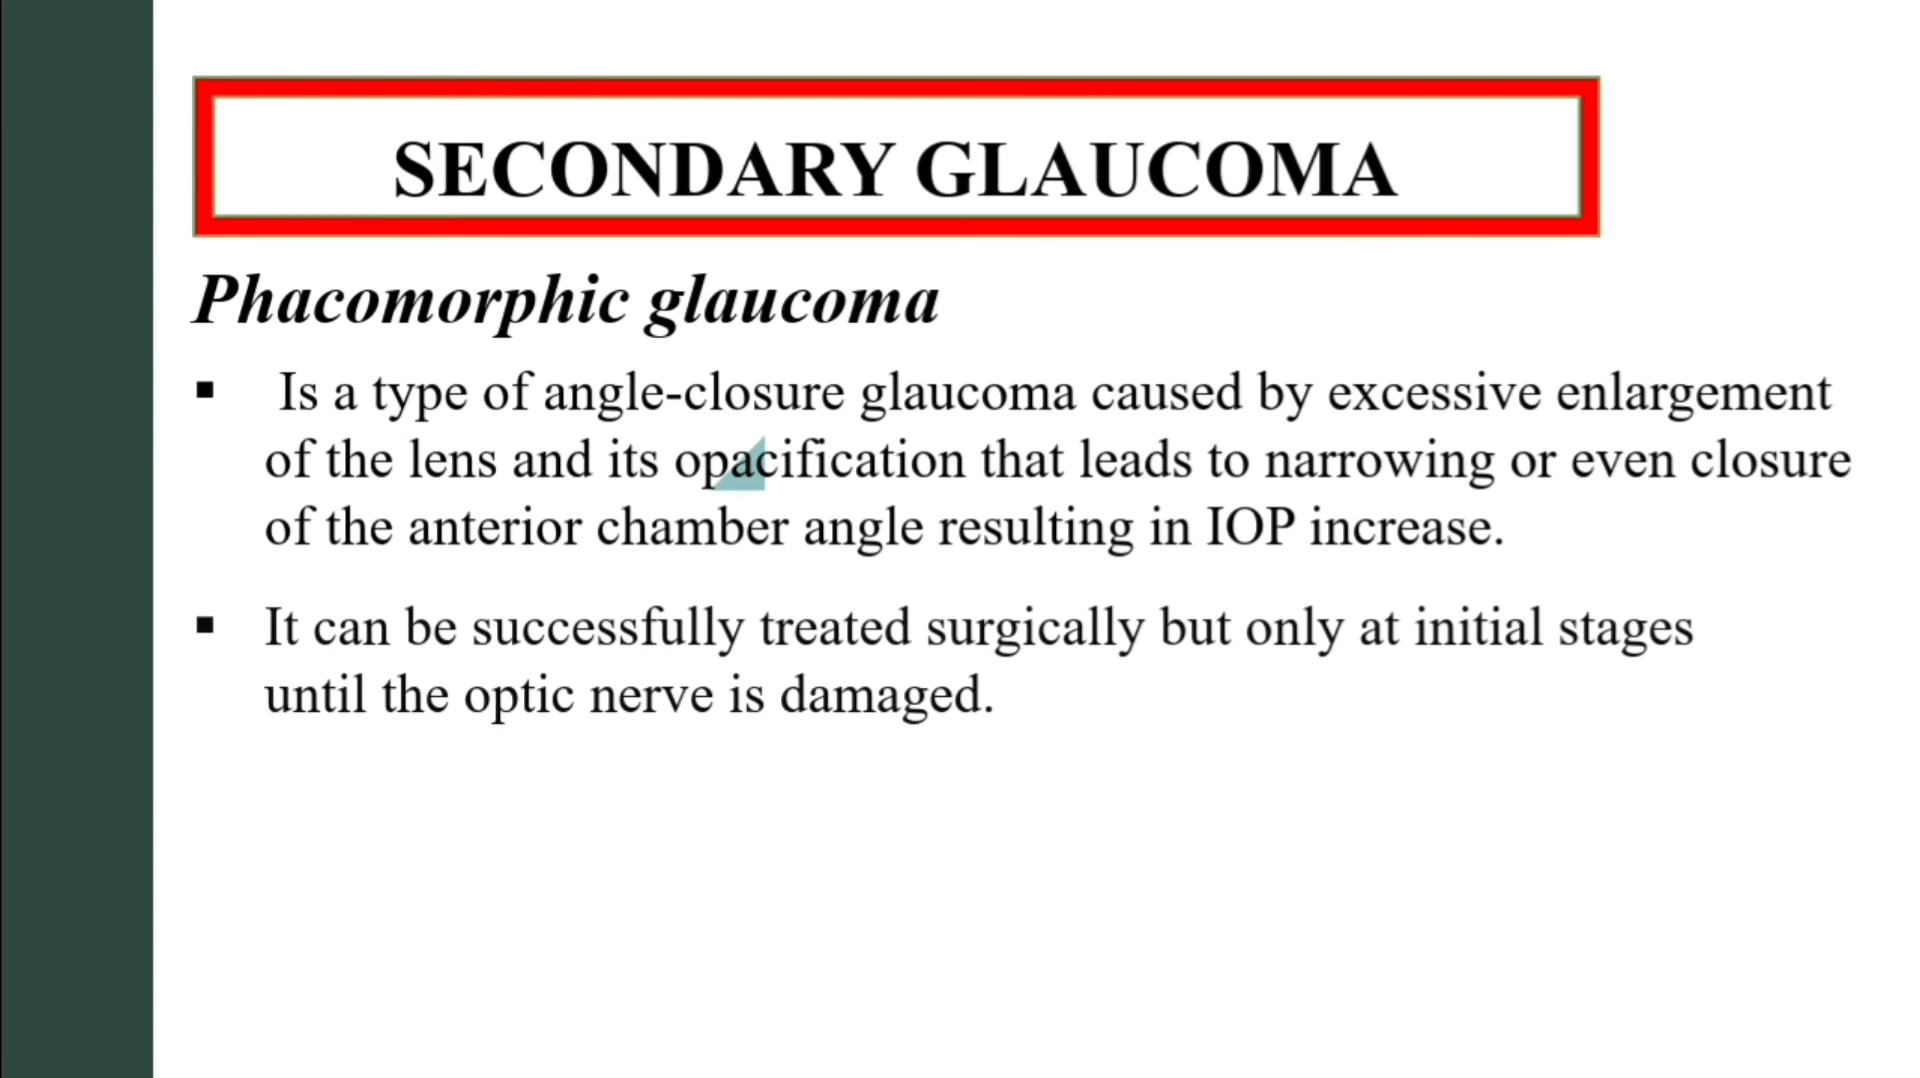 SECONDARY GLAUCOMA
Phacomorphic glaucoma
▪ Is a type of angle-closure glaucoma caused by excessive enlargement
of the lens and its opacification that leads to narrowing or even closure
of the anterior chamber angle resulting in IOP increase.
▪ It can be successfully treated surgically but only at initial stages
until the optic nerve is damaged.